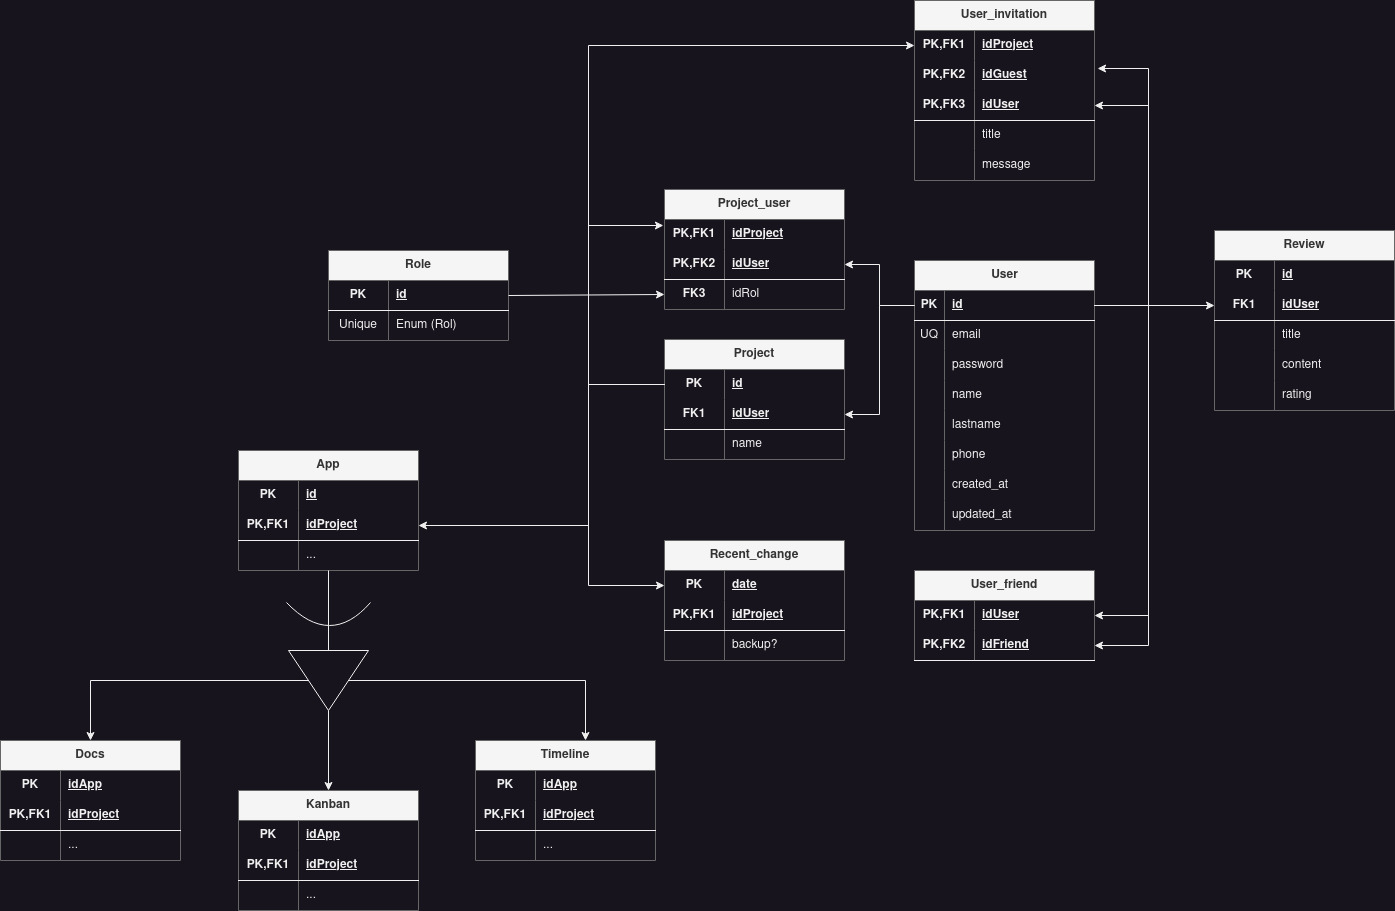 User_invitation
PK,FK1 idProject
PK,FK2 idGuest
PK,FK3 idUser
title
message
Project_user
PK,FK1 idProject
PK,FK2 idUser
FK3 idRol
Role
PK id
Unique Enum (Rol)
User
PK id
UQ email
password
name
lastname
phone
created_at
updated_at
Review
PK id
FK1 idUser
title
content
rating
Project
PK id
FK1 idUser
name
App
PK id
PK,FK1 idProject
...
Recent_change
PK date
PK,FK1 idProject
backup?
User_friend
PK,FK1 idUser
PK,FK2 idFriend
Docs
PK idApp
PK,FK1 idProject
...
Kanban
PK idApp
PK,FK1 idProject
...
Timeline
PK idApp
PK,FK1 idProject
...